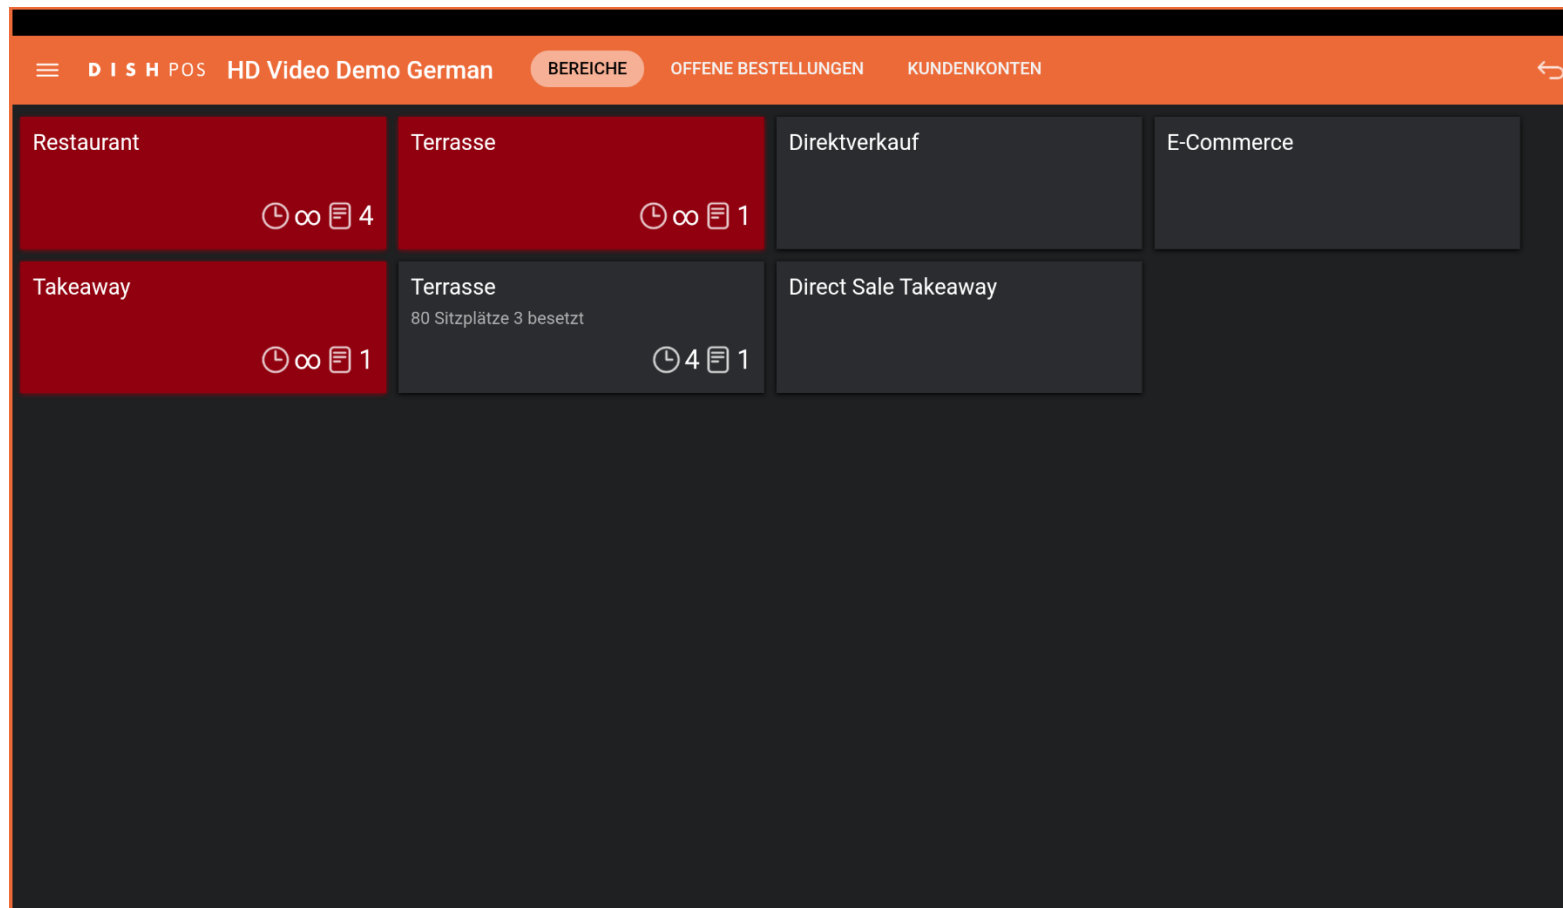 DISH POS HD Video Demo German BEREICHE OFFENE BESTELLUNGEN KUNDENKONTEN
Restaurant
∞ 4
Terrasse
∞ 1
Direktverkauf
E-Commerce
Takeaway
∞ 1
Terrasse
80 Sitzplätze 3 besetzt
4 1
Direct Sale Takeaway